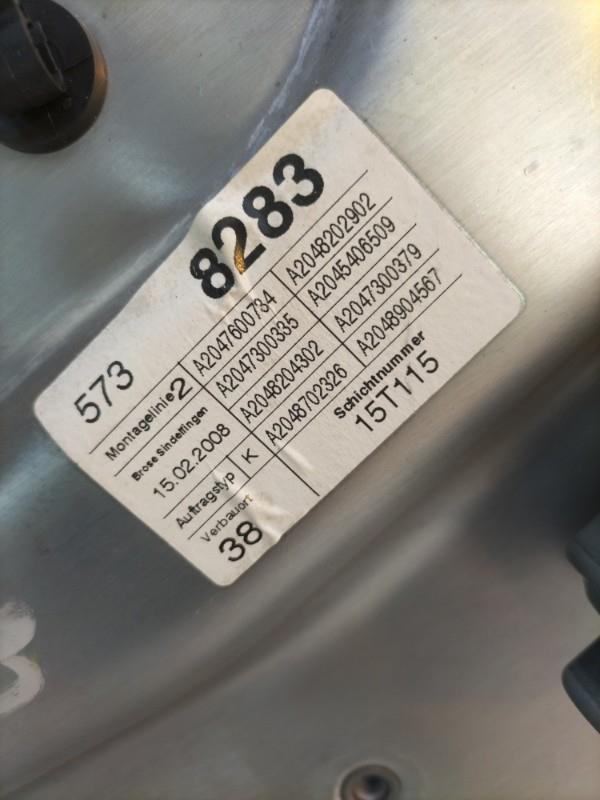 573
8283
Montagelinie 2
Brose Sindelfingen
15.02.2008
Auftragstyp K
Verbauort
38
A2047600734 A2048202902
A2047300335 A2045406509
A2048204302 A2047300379
A2048702326 A2048904567
Schichtnummer
15T115